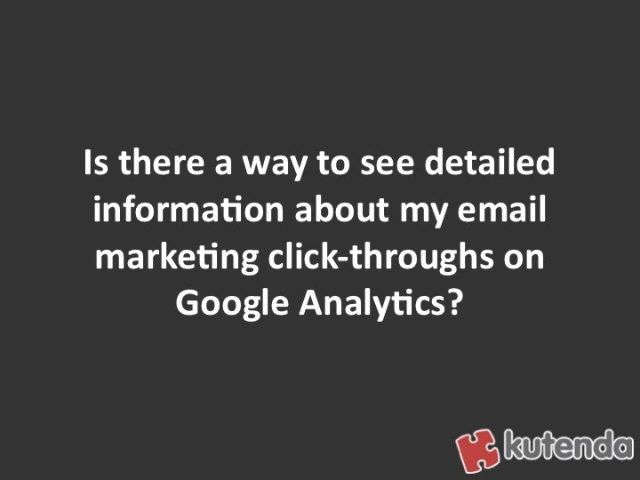 Is there a way to see detailed
information about my email
marketing click-throughs on
Google Analytics?
kutenda